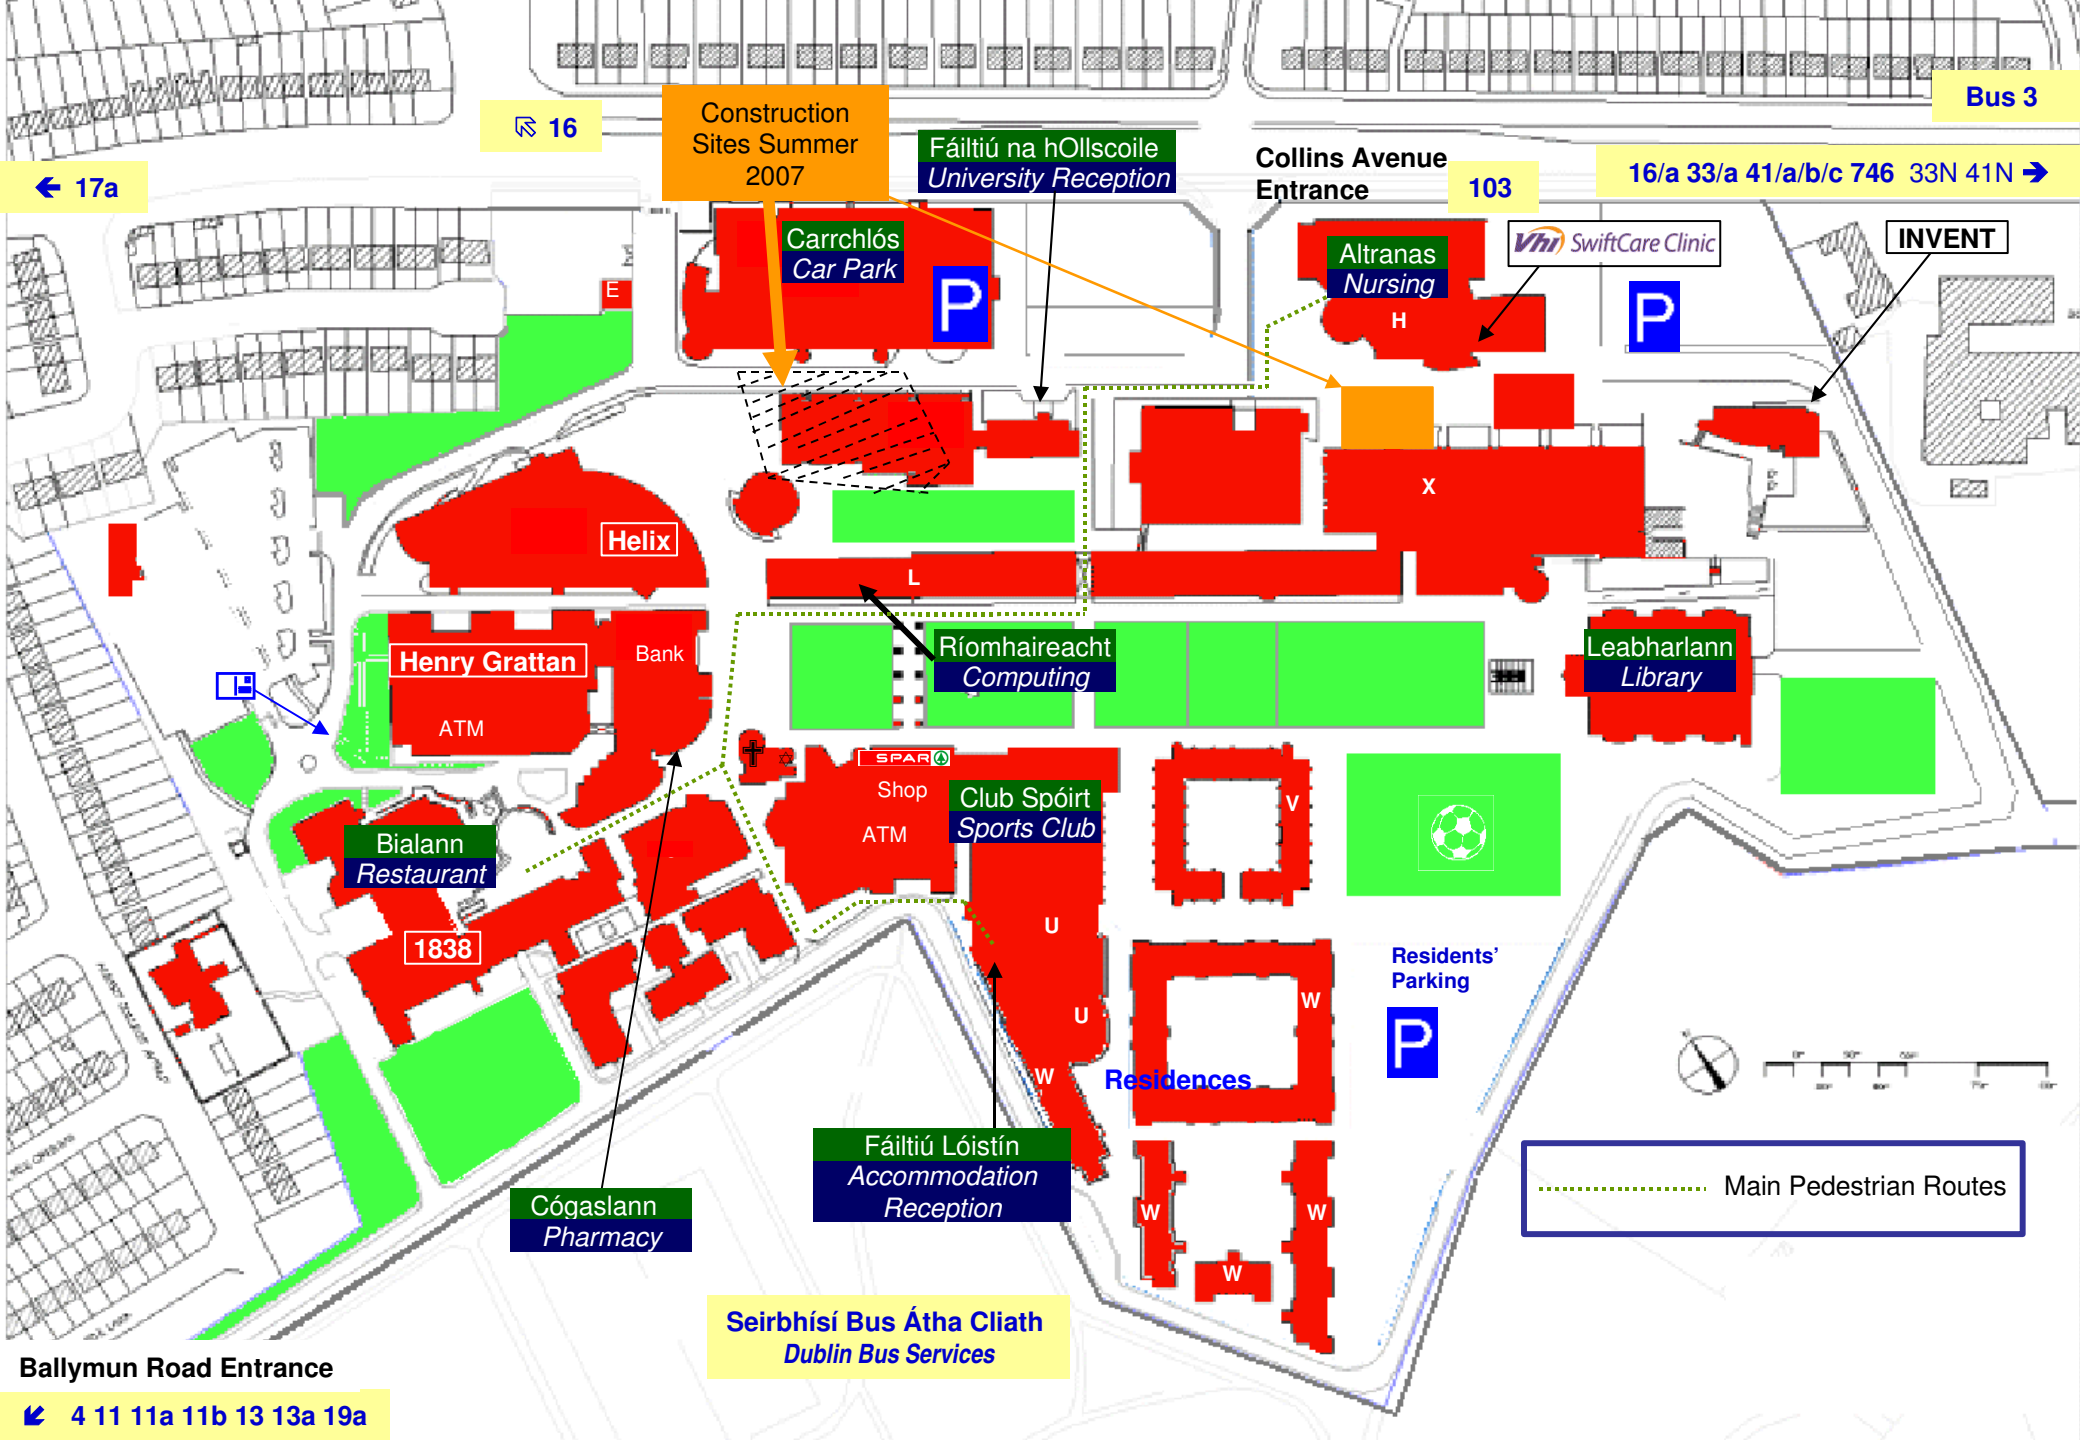 Bus 3
Construction
Sites Summer
2007
16
Fáiltiú na hOllscoile
University Reception
Collins Avenue
Entrance
16/a 33/a 41/a/b/c 746 33N 41N
17a
103
Carrchlós
Car Park
P
Altranas
Nursing
Vhi SwiftCare Clinic
INVENT
E
P
H
X
Helix
L
Henry Grattan
Bank
ATM
Ríomhaireacht
Computing
Leabharlann
Library
SPAR
Shop
ATM
Club Spóirt
Sports Club
V
Bialann
Restaurant
1838
U
Residents'
Parking
W
U
P
W
Residences
Fáiltiú Lóistín
Accommodation
Reception
Main Pedestrian Routes
Cógaslann
Pharmacy
W
W
W
Seirbhísí Bus Átha Cliath
Dublin Bus Services
Ballymun Road Entrance
4 11 11a 11b 13 13a 19a